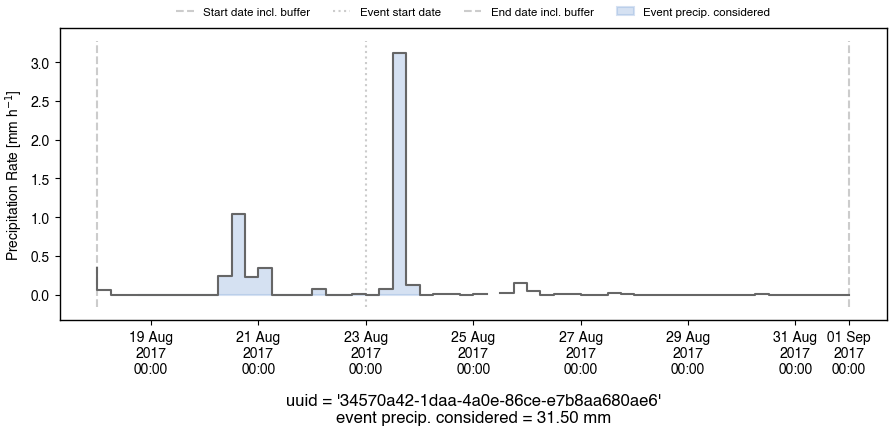 Start date incl. buffer Event start date End date incl. buffer Event precip. considered
Precipitation Rate [mm h⁻¹]
3.0
2.5
2.0
1.5
1.0
0.5
0.0
19 Aug 21 Aug 23 Aug 25 Aug 27 Aug 29 Aug 31 Aug 01 Sep
2017 2017 2017 2017 2017 2017 2017 2017
00:00 00:00 00:00 00:00 00:00 00:00 00:00 00:00
uuid = '34570a42-1daa-4a0e-86ce-e7b8aa680ae6'
event precip. considered = 31.50 mm